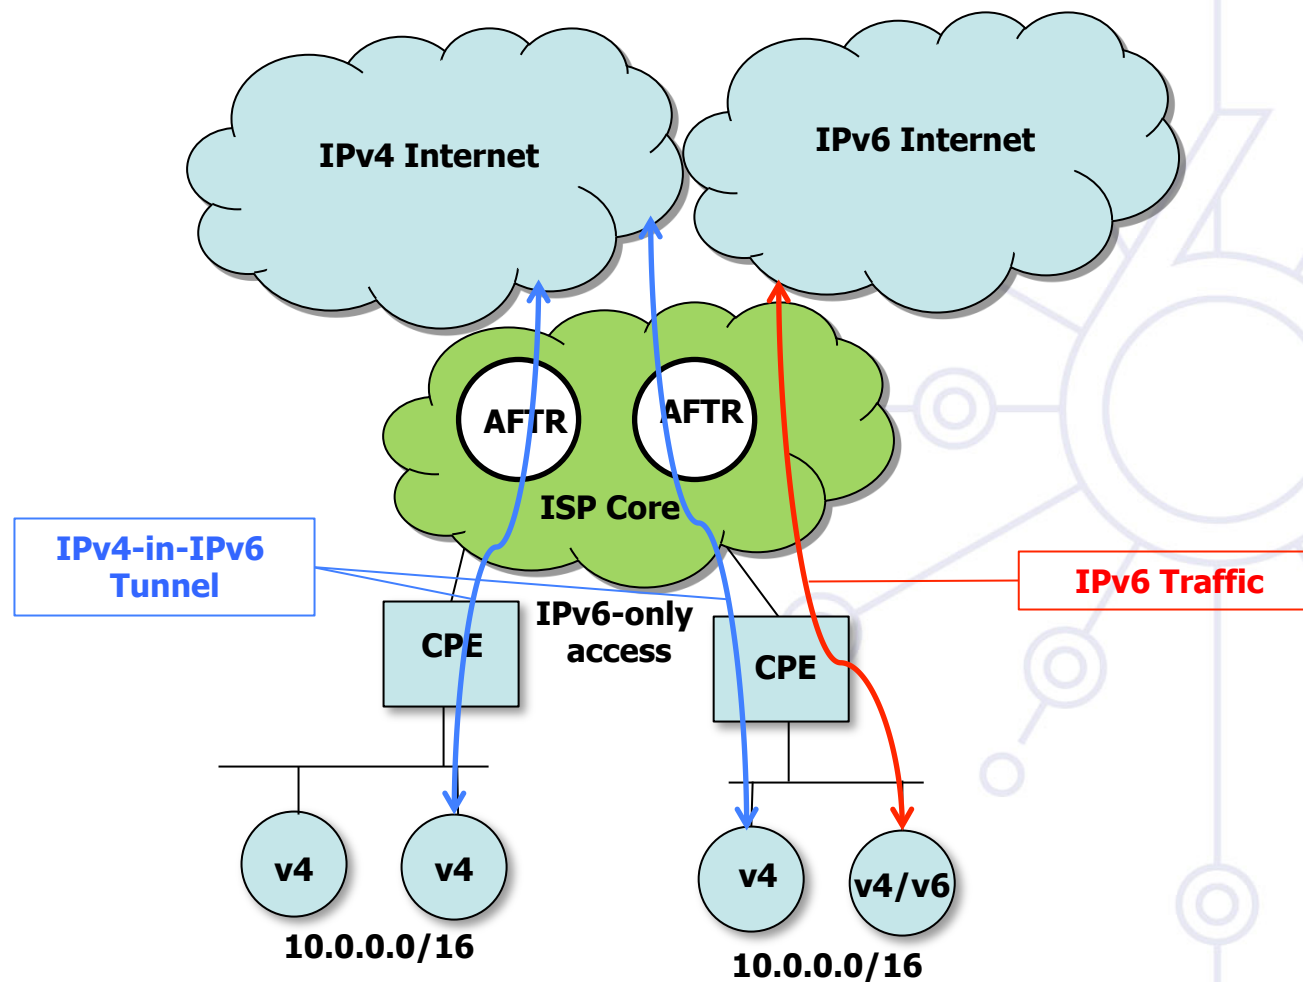 IPv4 Internet
IPv6 Internet
AFTR
AFTR
ISP Core
IPv4-in-IPv6
Tunnel
IPv6 Traffic
IPv6-only
access
CPE
CPE
v4
v4
v4
v4/v6
10.0.0.0/16
10.0.0.0/16